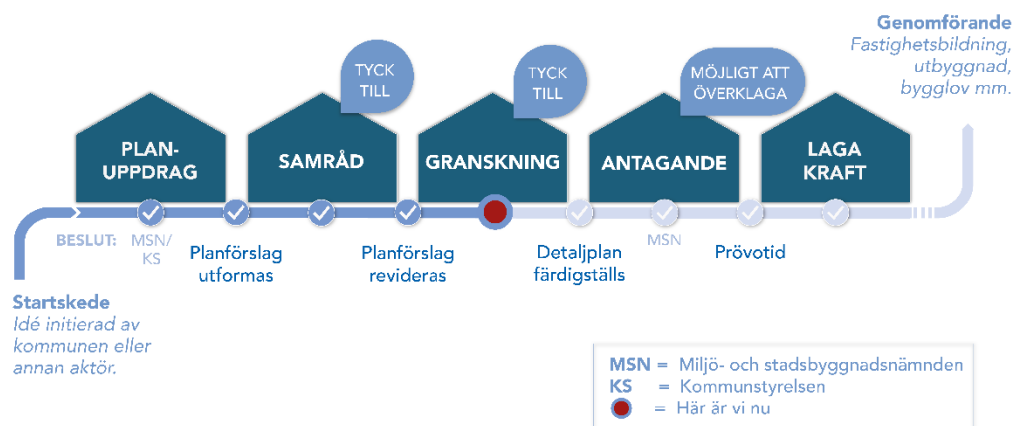 Genomförande
Fastighetsbildning,
utbyggnad,
bygglov mm.
TYCK
TILL
TYCK
TILL
MÖJLIGT ATT
ÖVERKLAGA
PLAN-
UPPDRAG
SAMRÅD
GRANSKNING
ANTAGANDE
LAGA
KRAFT
BESLUT:
MSN/
KS
Planförslag
utformas
Planförslag
revideras
Detaljplan
färdigställs
MSN
Prövotid
Startskede
Idé initierad av
kommunen eller
annan aktör.
MSN = Miljö- och stadsbyggnadsnämnden
KS = Kommunstyrelsen
= Här är vi nu